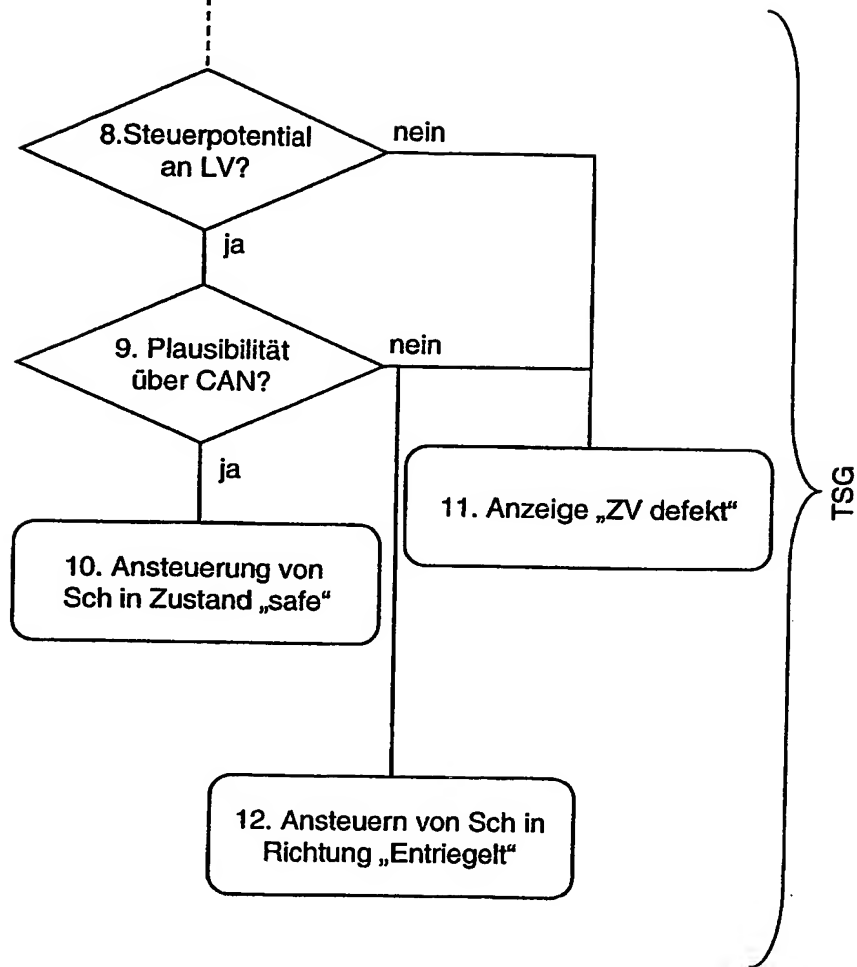 8.Steuerpotential
an LV?
nein
ja
9. Plausibilität
über CAN?
nein
ja
11. Anzeige „ZV defekt“
10. Ansteuerung von
Sch in Zustand „safe“
12. Ansteuern von Sch in
Richtung „Entriegelt“
TSG